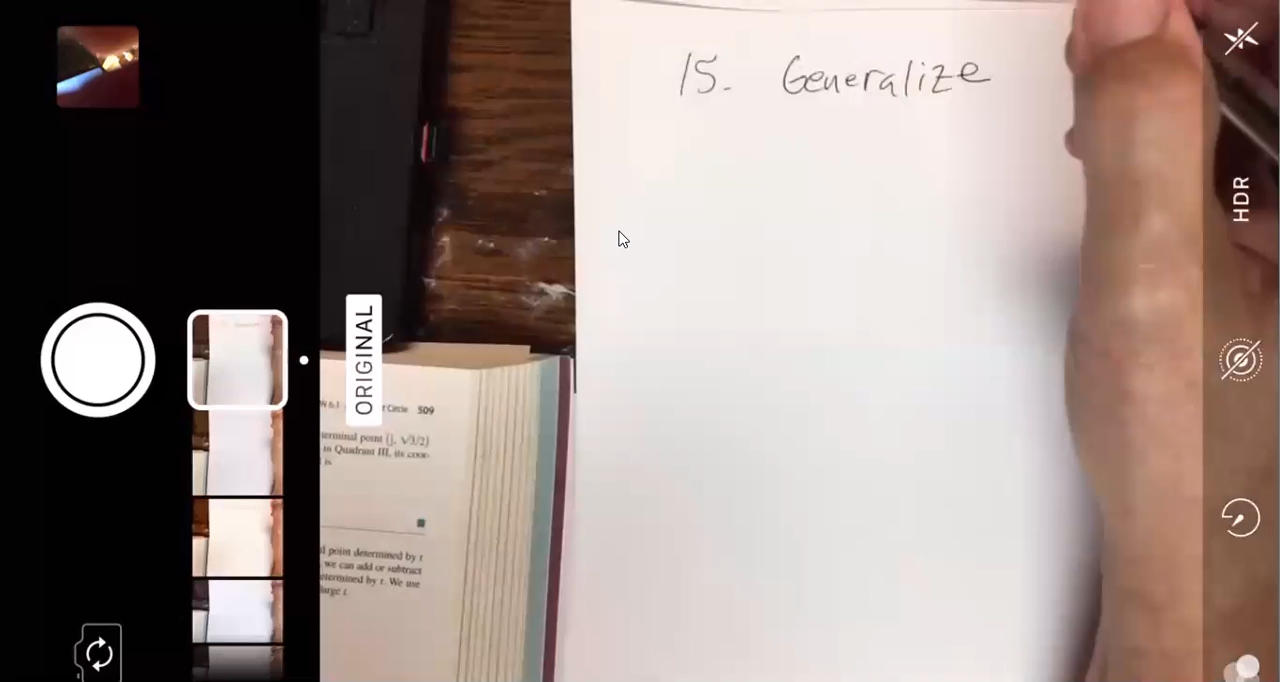 15. Generalize
HDR
ORIGINAL
Circle 509
terminal point
in Quadrant III, its coor-
is
point determined by t
we can add or subtract
etermined by t. We use
large t.